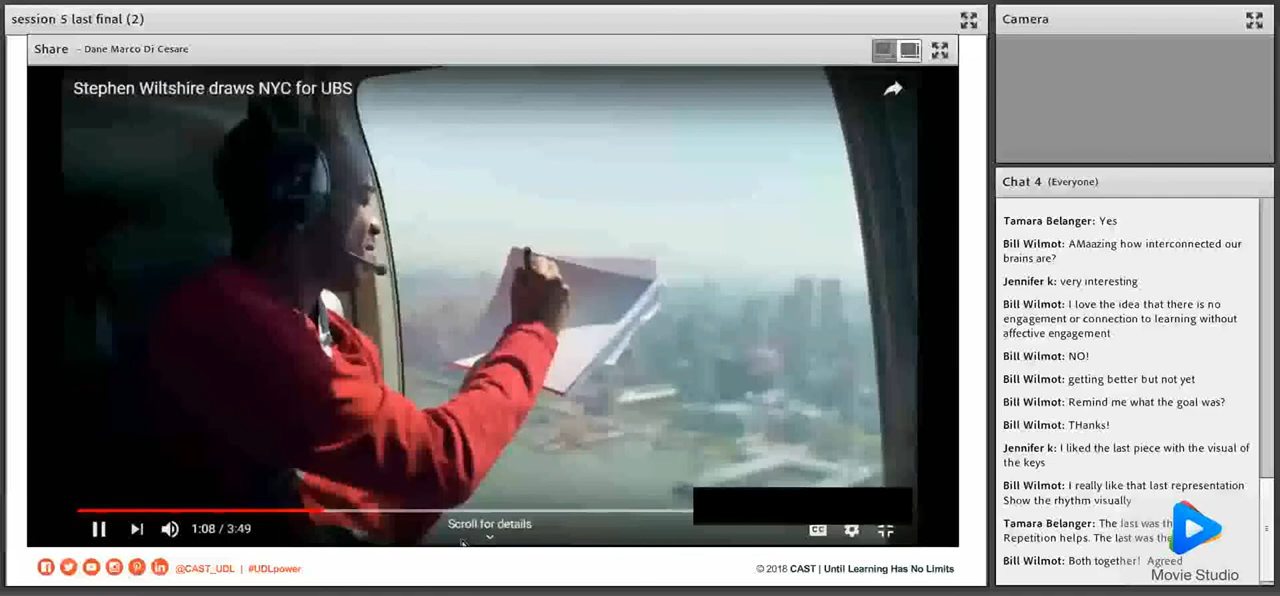 session 5 last final (2)
Share - Dane Marco Di Cesare
Stephen Wiltshire draws NYC for UBS
1:08 / 3:49
Scroll for details
CC
@CAST_UDL | #UDLpower
© 2018 CAST | Until Learning Has No Limits
Camera
Chat 4 (Everyone)
Tamara Belanger: Yes
Bill Wilmot: AMaazing how interconnected our
brains are?
Jennifer k: very interesting
Bill Wilmot: I love the idea that there is no
engagement or connection to learning without
affective engagement
Bill Wilmot: NO!
Bill Wilmot: getting better but not yet
Bill Wilmot: Remind me what the goal was?
Bill Wilmot: THanks!
Jennifer k: I liked the last piece with the visual of
the keys
Bill Wilmot: I really like that last representation
Show the rhythm visually
Tamara Belanger: The last was
Repetition helps. The last was the
Bill Wilmot: Both together! Agreed
Movie Studio